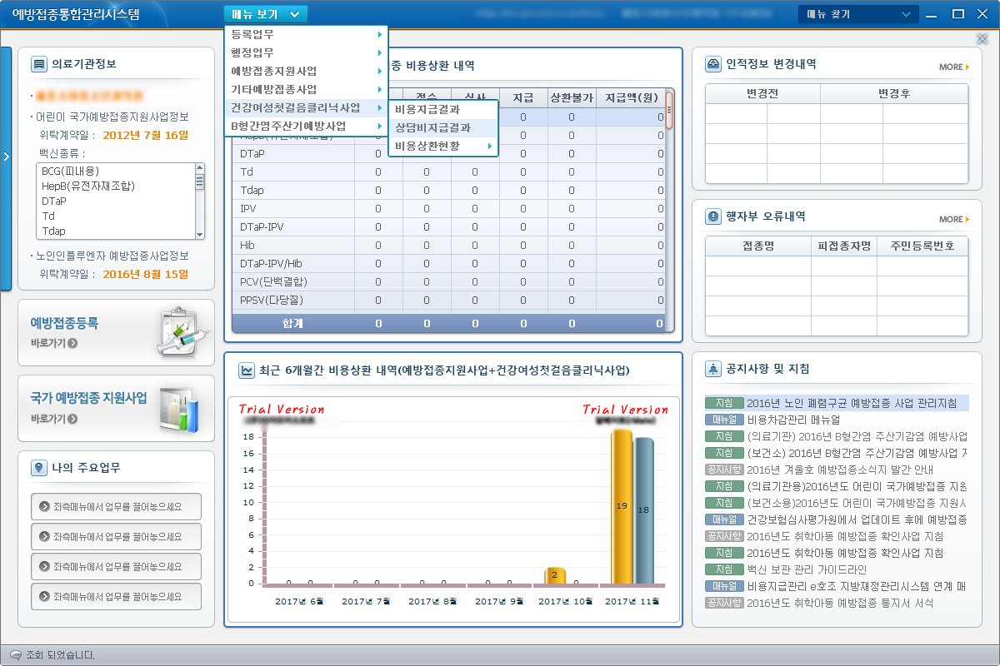 예방접종통합관리시스템
메뉴 보기
메뉴 찾기
등록업무
행정업무
예방접종지원사업
기타예방접종사업
건강여성첫걸음클리닉사업
B형간염주산기예방사업
비용지급결과
상담비지급결과
비용상환현황
의료기관정보
· 어린이 국가예방접종지원사업정보
위탁계약일 : 2012년 7월 16일
백신종류 :
BCG(피내용)
HepB(유전자재조합)
DTaP
Td
Tdap
· 노인인플루엔자 예방접종사업정보
위탁계약일 : 2016년 8월 15일
예방접종등록
바로가기
국가 예방접종 지원사업
바로가기
나의 주요업무
좌측메뉴에서 업무를 끌어놓으세요
좌측메뉴에서 업무를 끌어놓으세요
좌측메뉴에서 업무를 끌어놓으세요
좌측메뉴에서 업무를 끌어놓으세요
종 비용상환 내역
지급 상환불가 지급액(원)
0 0 0
0 0 0
DTaP 0 0 0 0
Td 0 0 0 0 0 0
Tdap 0 0 0 0 0 0
IPV 0 0 0 0 0 0
DTaP-IPV 0 0 0 0 0 0
Hib 0 0 0 0 0 0
DTaP-IPV/Hib 0 0 0 0 0 0
PCV(단백결합) 0 0 0 0 0 0
PPSV(다당질) 0 0 0 0 0 0
합계 0 0 0 0 0 0
최근 6개월간 비용상환 내역(예방접종지원사업+건강여성첫걸음클리닉사업)
Trial Version
Trial Version
18
16
14
12
10
8
6
4
2
0
0 0 0 0 0 0 0 0 2 0 19 18
2017년 6월 2017년 7월 2017년 8월 2017년 9월 2017년 10월 2017년 11월
인적정보 변경내역
MORE
변경전 변경후
행자부 오류내역
MORE
접종명 피접종자명 주민등록번호
공지사항 및 지침
지침 2016년 노인 폐렴구균 예방접종 사업 관리지침
매뉴얼 비용차감관리 메뉴얼
지침 (의료기관) 2016년 B형간염 주산기감염 예방사업
지침 (보건소) 2016년 B형간염 주산기감염 예방사업 지
공지사항 2016년 겨울호 예방접종소식지 발간 안내
지침 (의료기관용)2016년도 어린이 국가예방접종 지원
지침 (보건소용)2016년도 어린이 국가예방접종 지원시
매뉴얼 건강보험심사평가원에서 업데이트 후에 예방접종
공지사항 2016년도 취학아동 예방접종 확인사업 지침
지침 2016년도 취학아동 예방접종 확인사업 지침
지침 백신 보관 관리 가이드라인
매뉴얼 비용지급관리 e호조 지방재정관리시스템 연계 매
공지사항 2016년도 취학아동 예방접종 통지서 서식
조회 되었습니다.